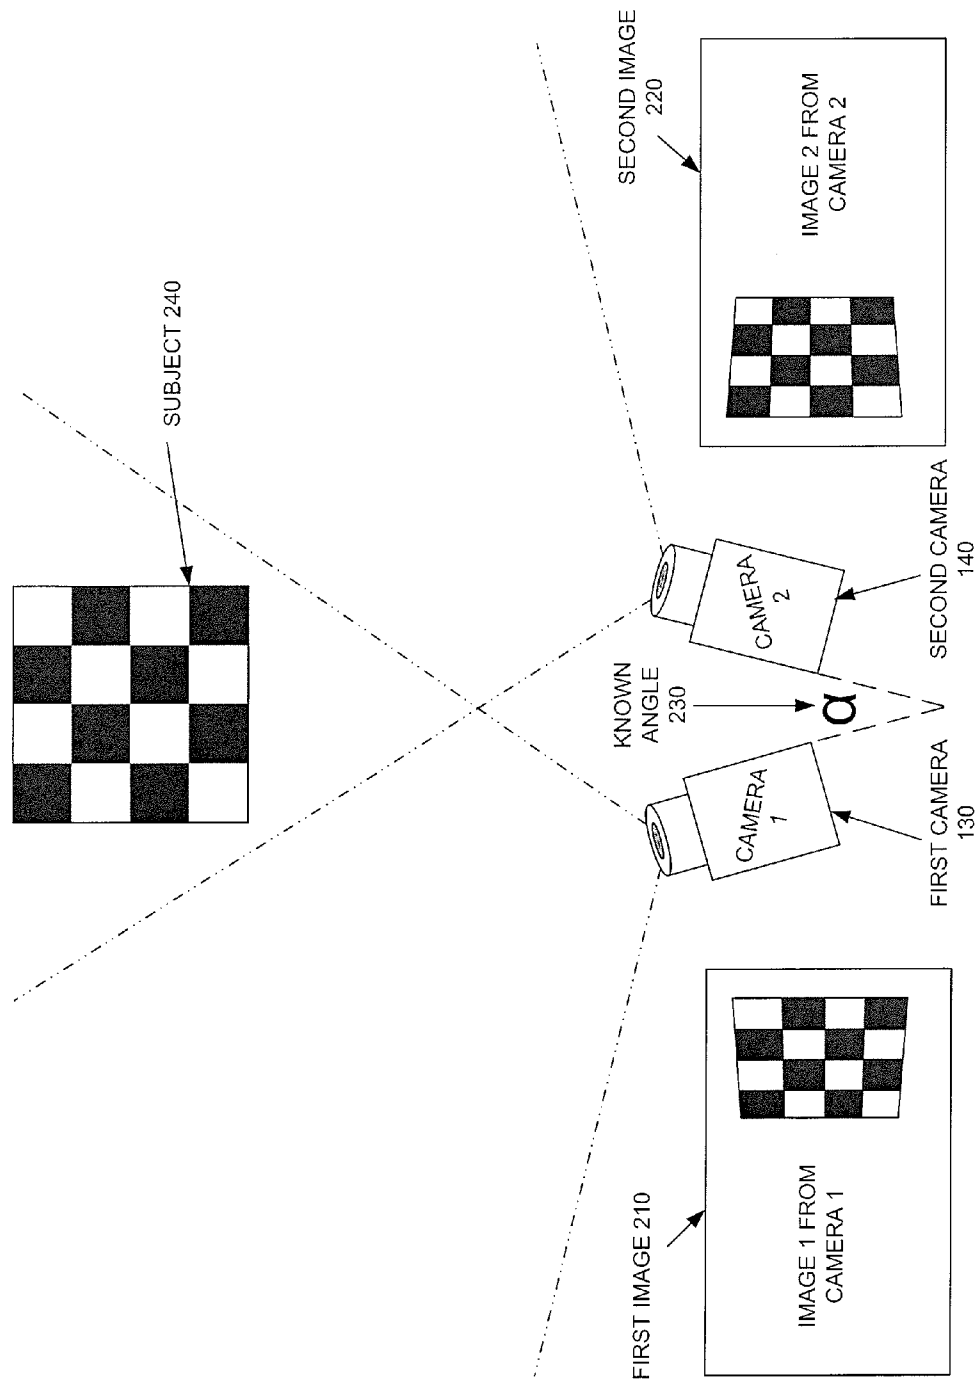 SUBJECT 240
SECOND IMAGE
220
IMAGE 2 FROM
CAMERA 2
CAMERA
2
SECOND CAMERA
140
KNOWN
ANGLE
230
α
CAMERA
1
FIRST CAMERA
130
FIRST IMAGE 210
IMAGE 1 FROM
CAMERA 1